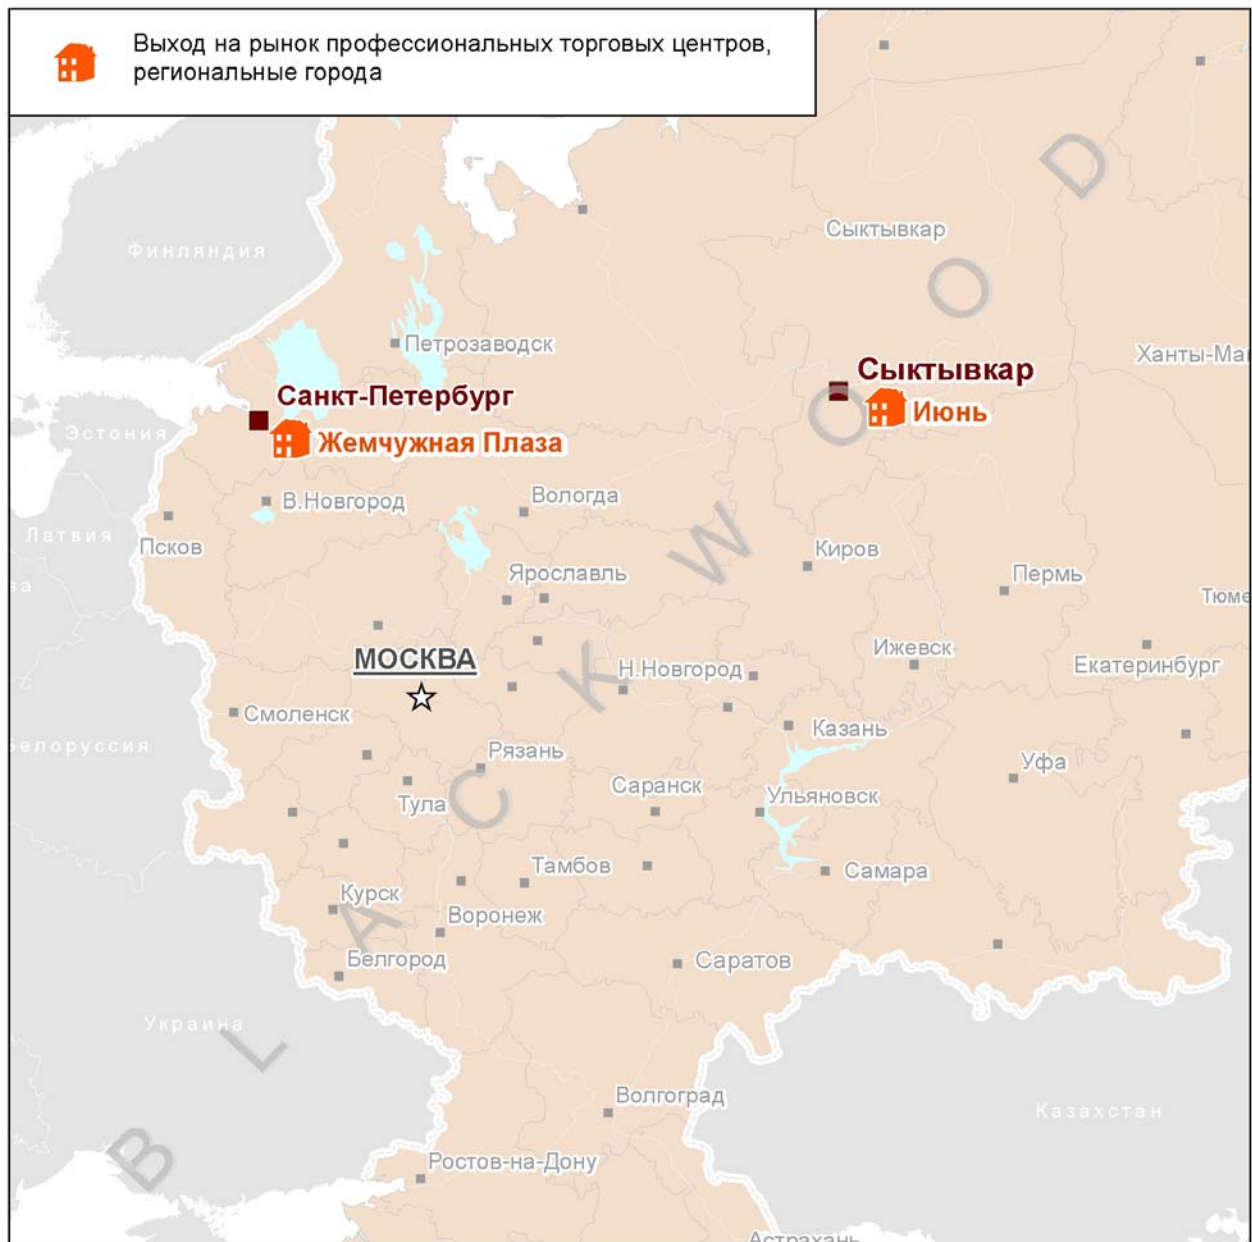 Выход на рынок профессиональных торговых центров,
региональные города
Финляндия
Сыктывкар
Петрозаводск
Ханты-Ма
Санкт-Петербург
Сыктывкар
Июнь
Эстония
Жемчужная Плаза
В.Новгород
Вологда
Латвия
Псков
Киров
Ярославль
Пермь
Тюме
ва
МОСКВА
Н.Новгород
Ижевск
Екатеринбург
Смоленск
Казань
елоруссия
Рязань
Уфа
Тула
Саранск
Ульяновск
Тамбов
Самара
Курск
Воронеж
Белгород
Саратов
Украина
Волгоград
Казахстан
Ростов-на-Дону
Астрахань
BLACKWOOD